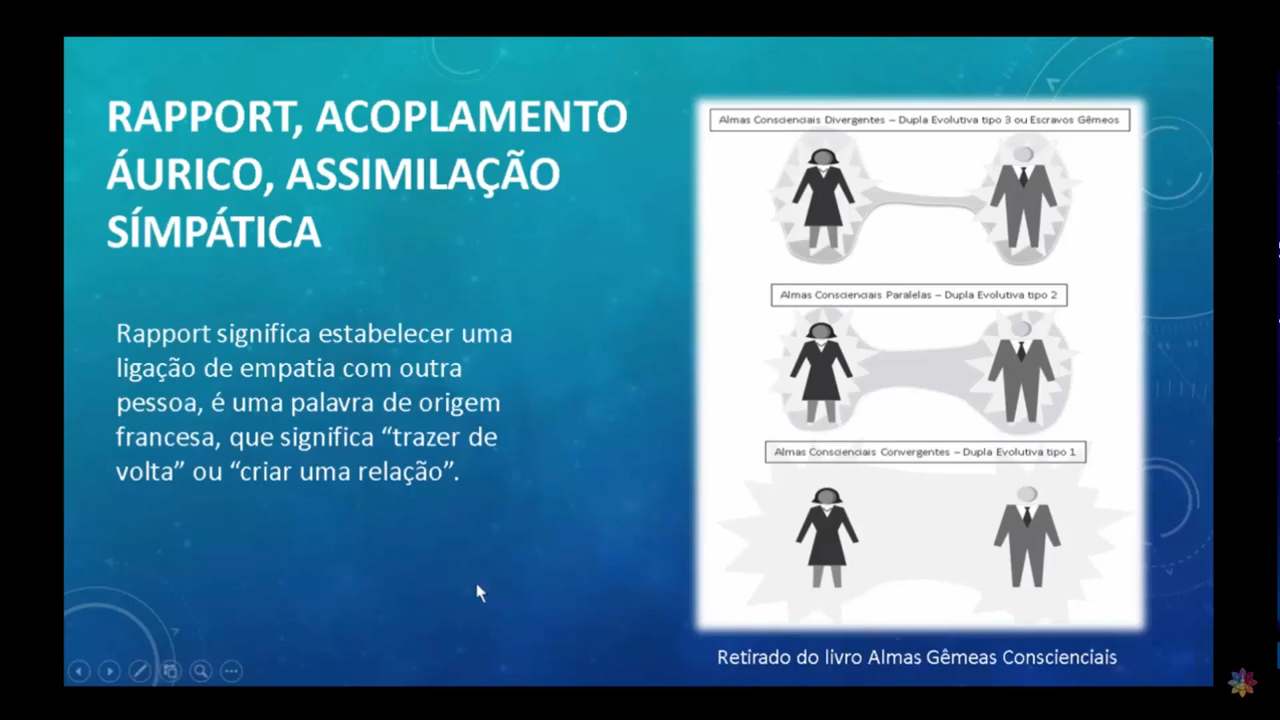 RAPPORT, ACOPLAMENTO
ÁURICO, ASSIMILAÇÃO
SÍMPÁTICA
Rapport significa estabelecer uma
ligação de empatia com outra
pessoa, é uma palavra de origem
francesa, que significa “trazer de
volta” ou “criar uma relação”.
Almas Conscienciais Divergentes – Dupla Evolutiva tipo 3 ou Escravos Gêmeos
Almas Conscienciais Paralelas – Dupla Evolutiva tipo 2
Almas Conscienciais Convergentes – Dupla Evolutiva tipo 1
Retirado do livro Almas Gêmeas Conscienciais